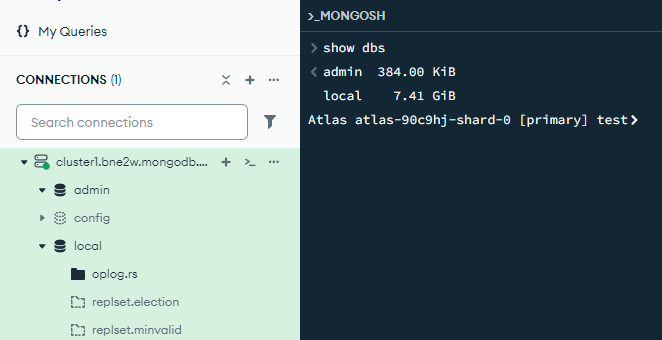 {} My Queries
CONNECTIONS (1)
Search connections
cluster1.bne2w.mongodb....
admin
config
local
oplog.rs
replset.election
replset.minvalid
>_MONGOSH
> show dbs
< admin  384.00 KiB
local    7.41 GiB
Atlas atlas-90c9hj-shard-0 [primary] test>